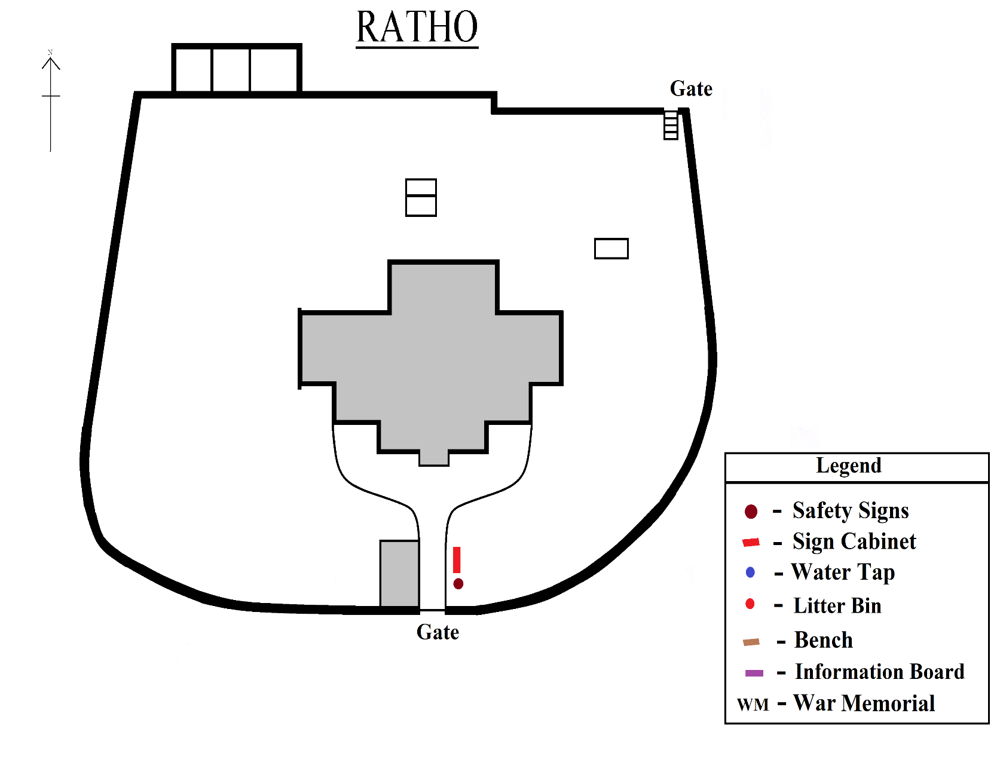 RATHO
N
Gate
Gate
Legend
- Safety Signs
- Sign Cabinet
- Water Tap
- Litter Bin
- Bench
- Information Board
WM - War Memorial